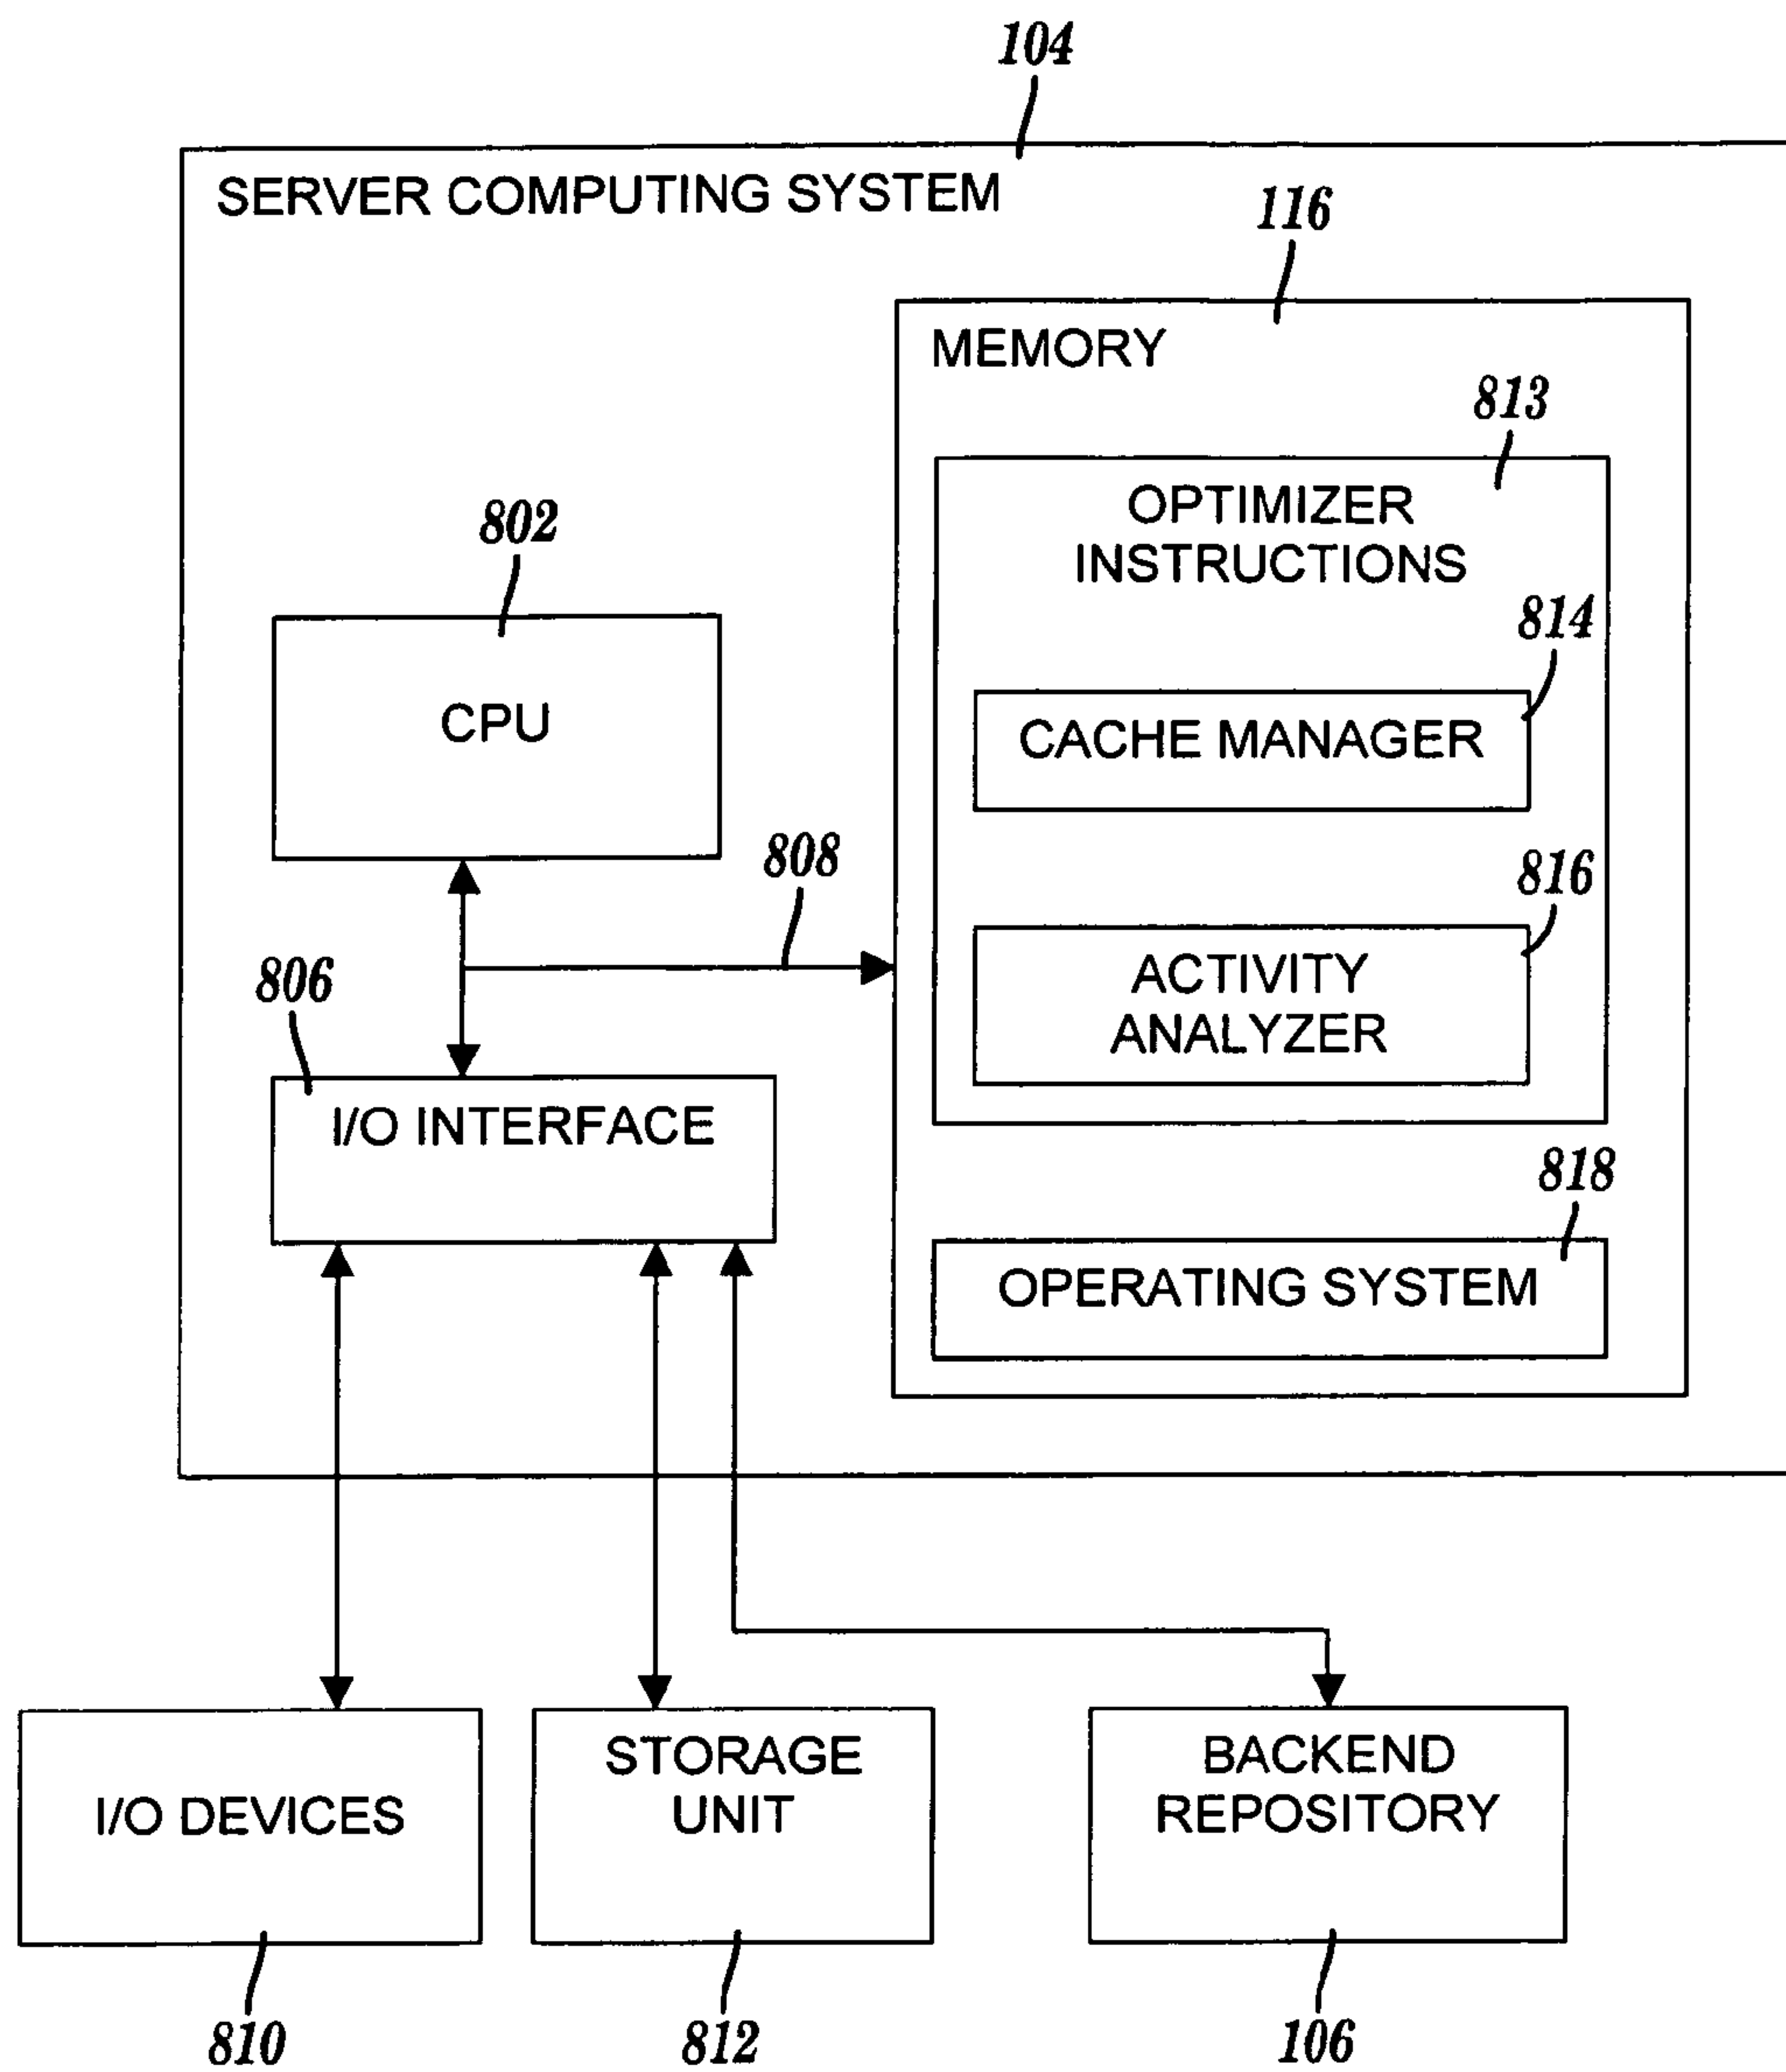 104
SERVER COMPUTING SYSTEM
116
MEMORY
813
OPTIMIZER
INSTRUCTIONS
802
814
CPU
CACHE MANAGER
808
816
806
ACTIVITY
ANALYZER
I/O INTERFACE
818
OPERATING SYSTEM
STORAGE
UNIT
BACKEND
REPOSITORY
I/O DEVICES
810
812
106